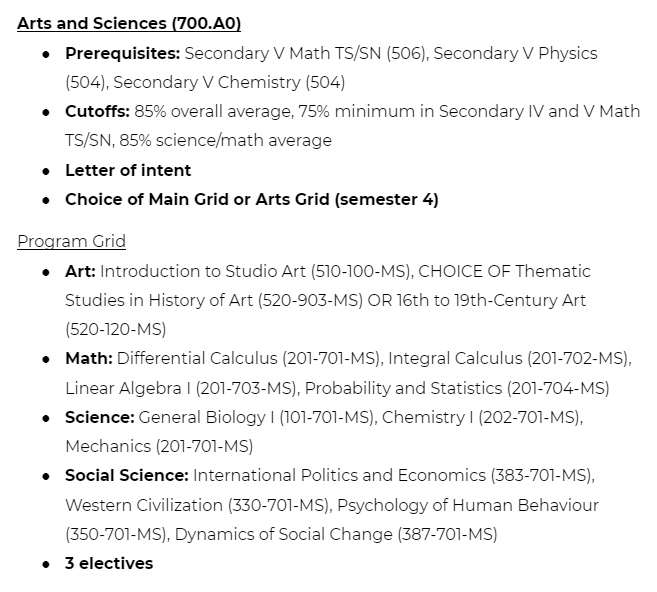 Arts and Sciences (700.A0)
● Prerequisites: Secondary V Math TS/SN (506), Secondary V Physics
(504), Secondary V Chemistry (504)
● Cutoffs: 85% overall average, 75% minimum in Secondary IV and V Math
TS/SN, 85% science/math average
● Letter of intent
● Choice of Main Grid or Arts Grid (semester 4)
Program Grid
● Art: Introduction to Studio Art (510-100-MS), CHOICE OF Thematic
Studies in History of Art (520-903-MS) OR 16th to 19th-Century Art
(520-120-MS)
● Math: Differential Calculus (201-701-MS), Integral Calculus (201-702-MS),
Linear Algebra I (201-703-MS), Probability and Statistics (201-704-MS)
● Science: General Biology I (101-701-MS), Chemistry I (202-701-MS),
Mechanics (201-701-MS)
● Social Science: International Politics and Economics (383-701-MS),
Western Civilization (330-701-MS), Psychology of Human Behaviour
(350-701-MS), Dynamics of Social Change (387-701-MS)
● 3 electives